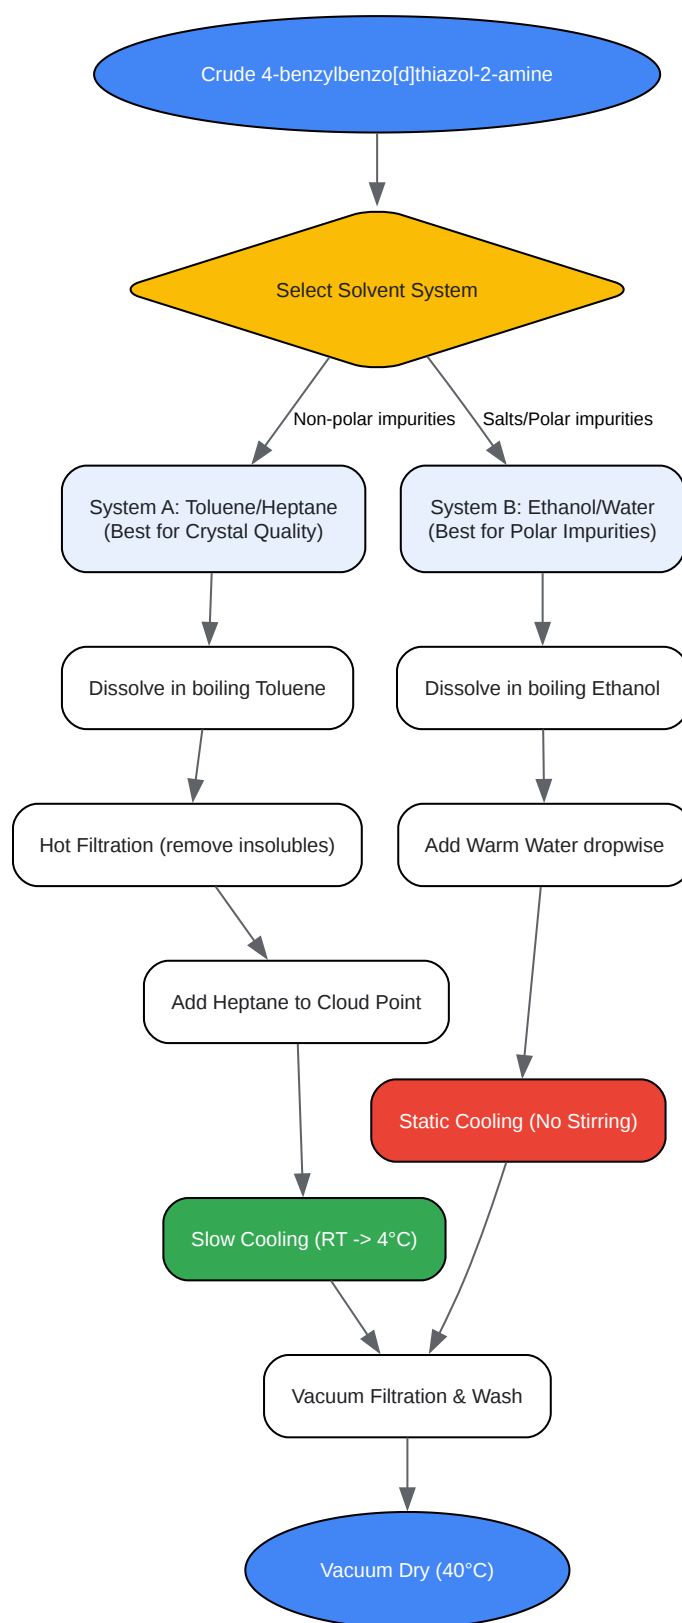 Crude 4-benzylbenzo[d]thiazol-2-amine
Select Solvent System
Non-polar impurities
Salts/Polar impurities
System A: Toluene/Heptane
(Best for Crystal Quality)
System B: Ethanol/Water
(Best for Polar Impurities)
Dissolve in boiling Toluene
Dissolve in boiling Ethanol
Hot Filtration (remove insolubles)
Add Warm Water dropwise
Add Heptane to Cloud Point
Static Cooling (No Stirring)
Slow Cooling (RT -> 4°C)
Vacuum Filtration & Wash
Vacuum Dry (40°C)